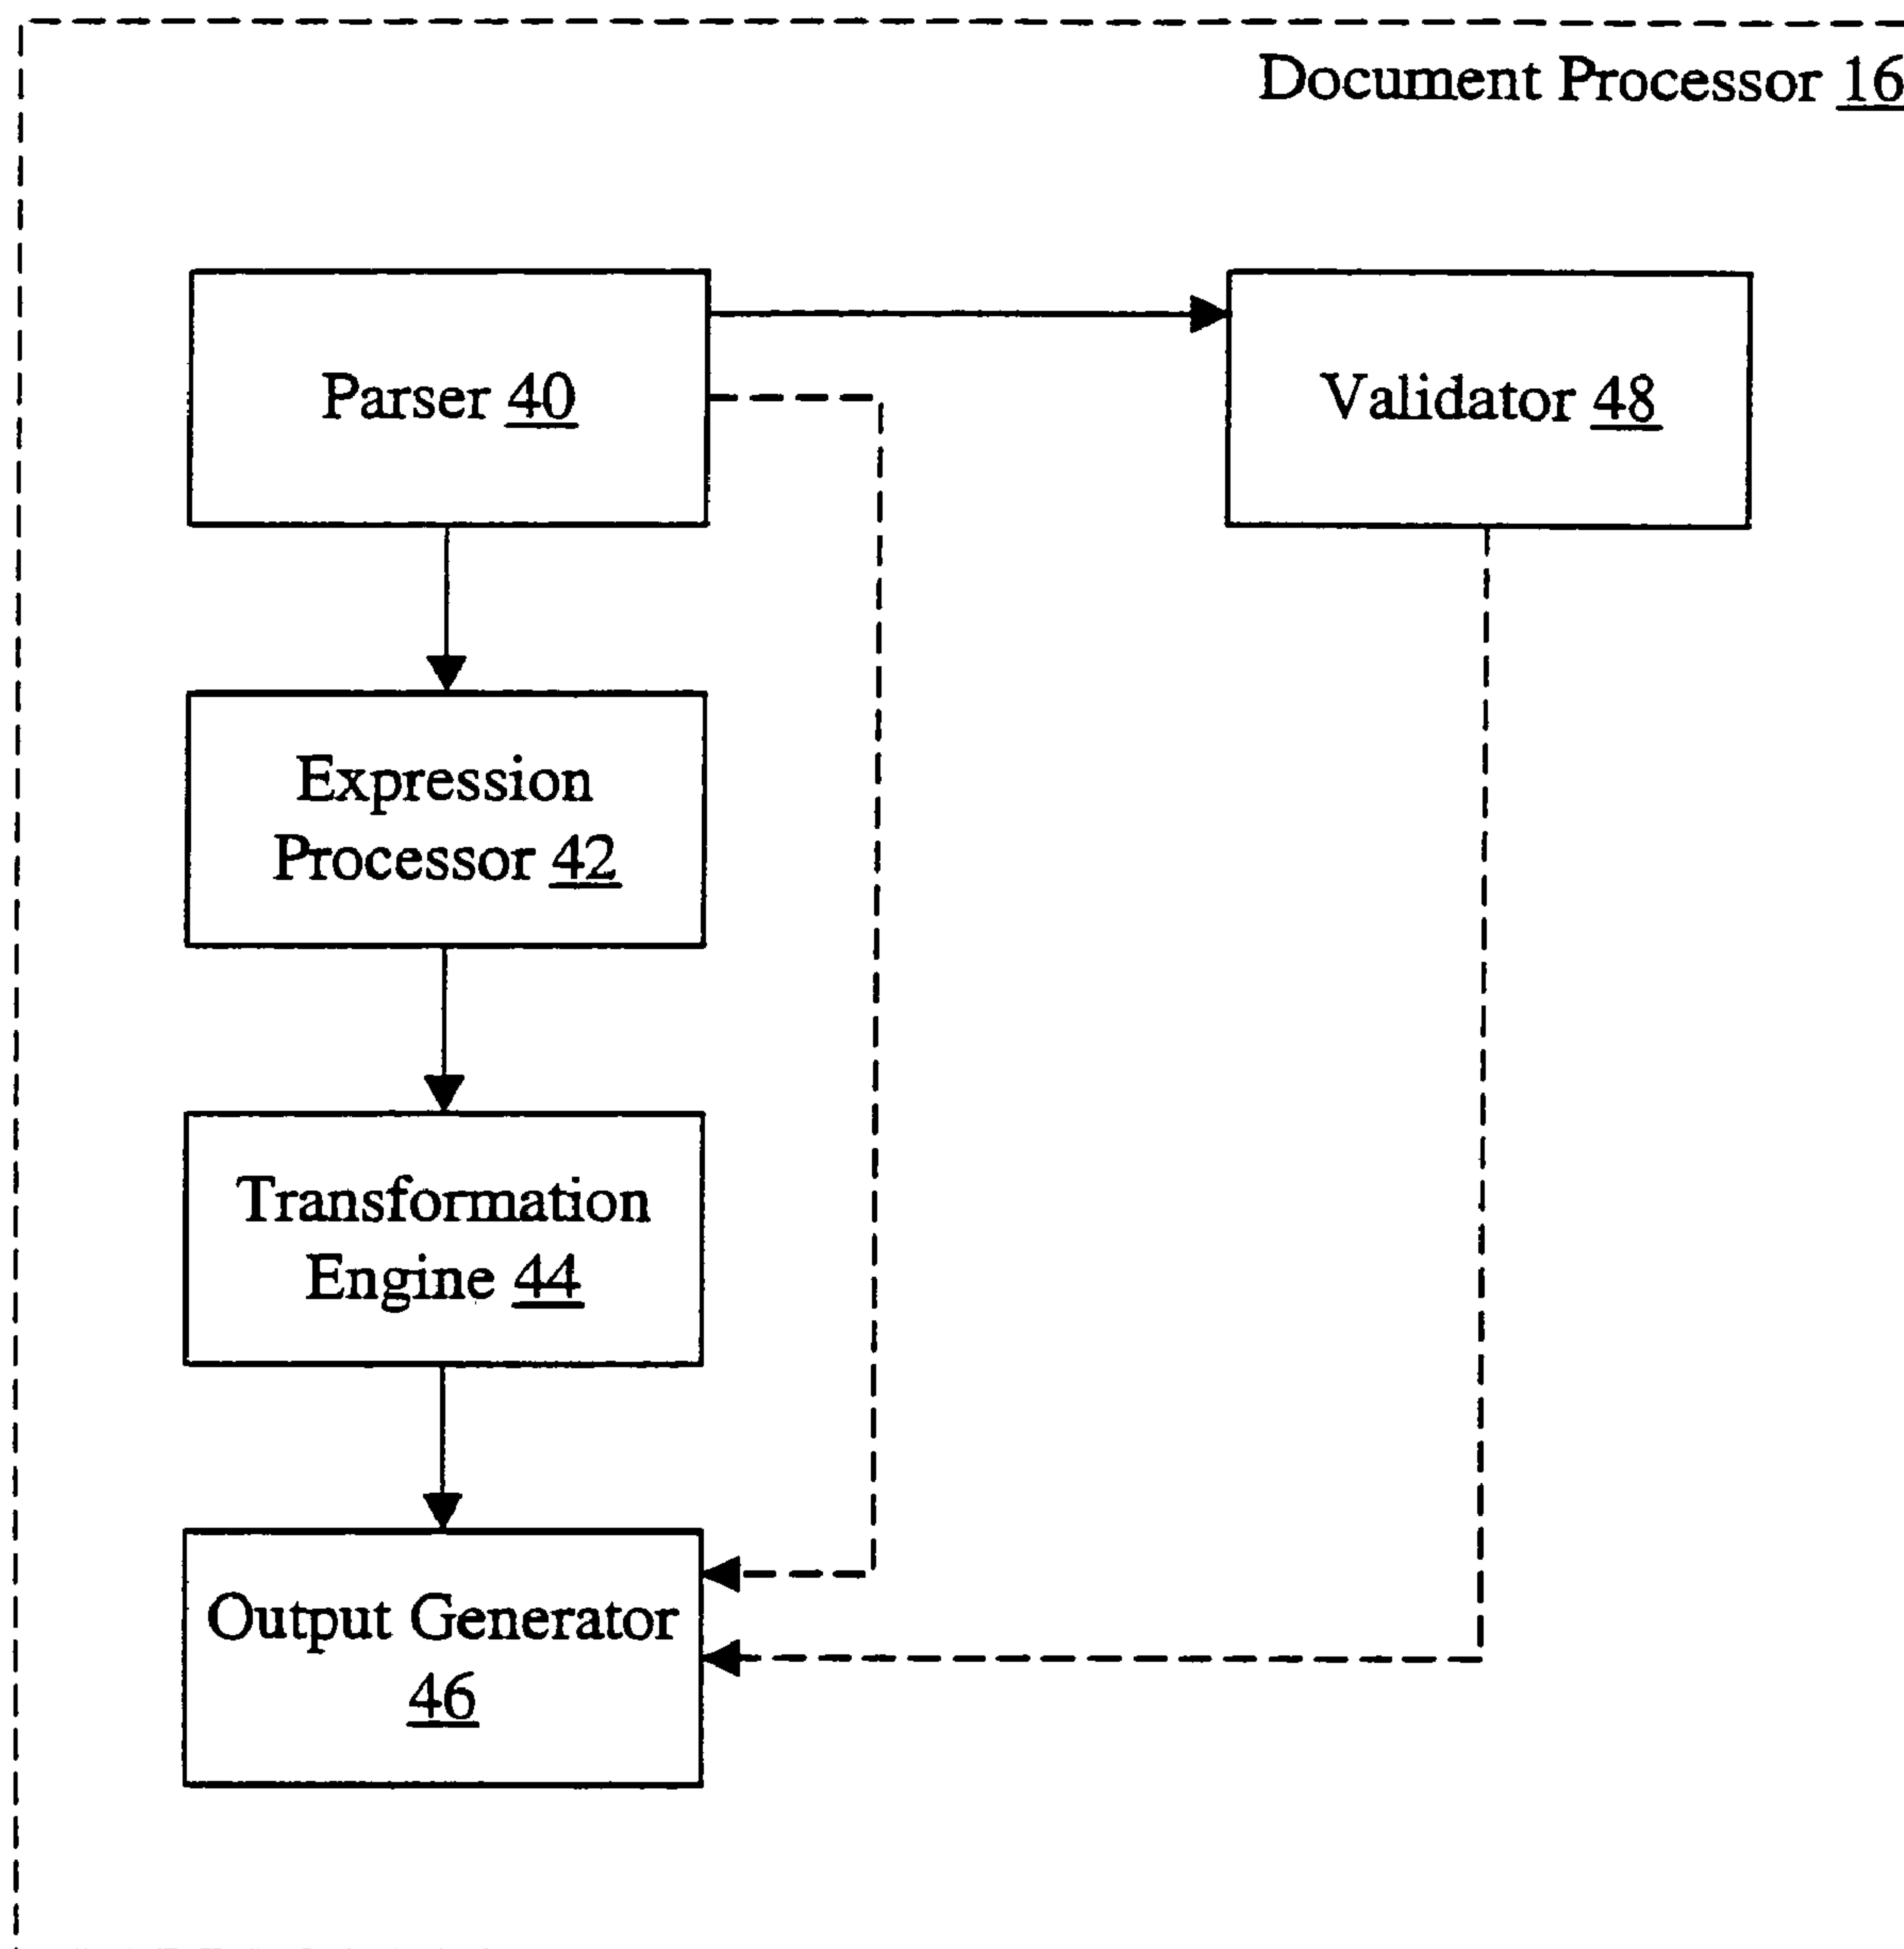 Document Processor 16
Parser 40
Validator 48
Expression
Processor 42
Transformation
Engine 44
Output Generator
46